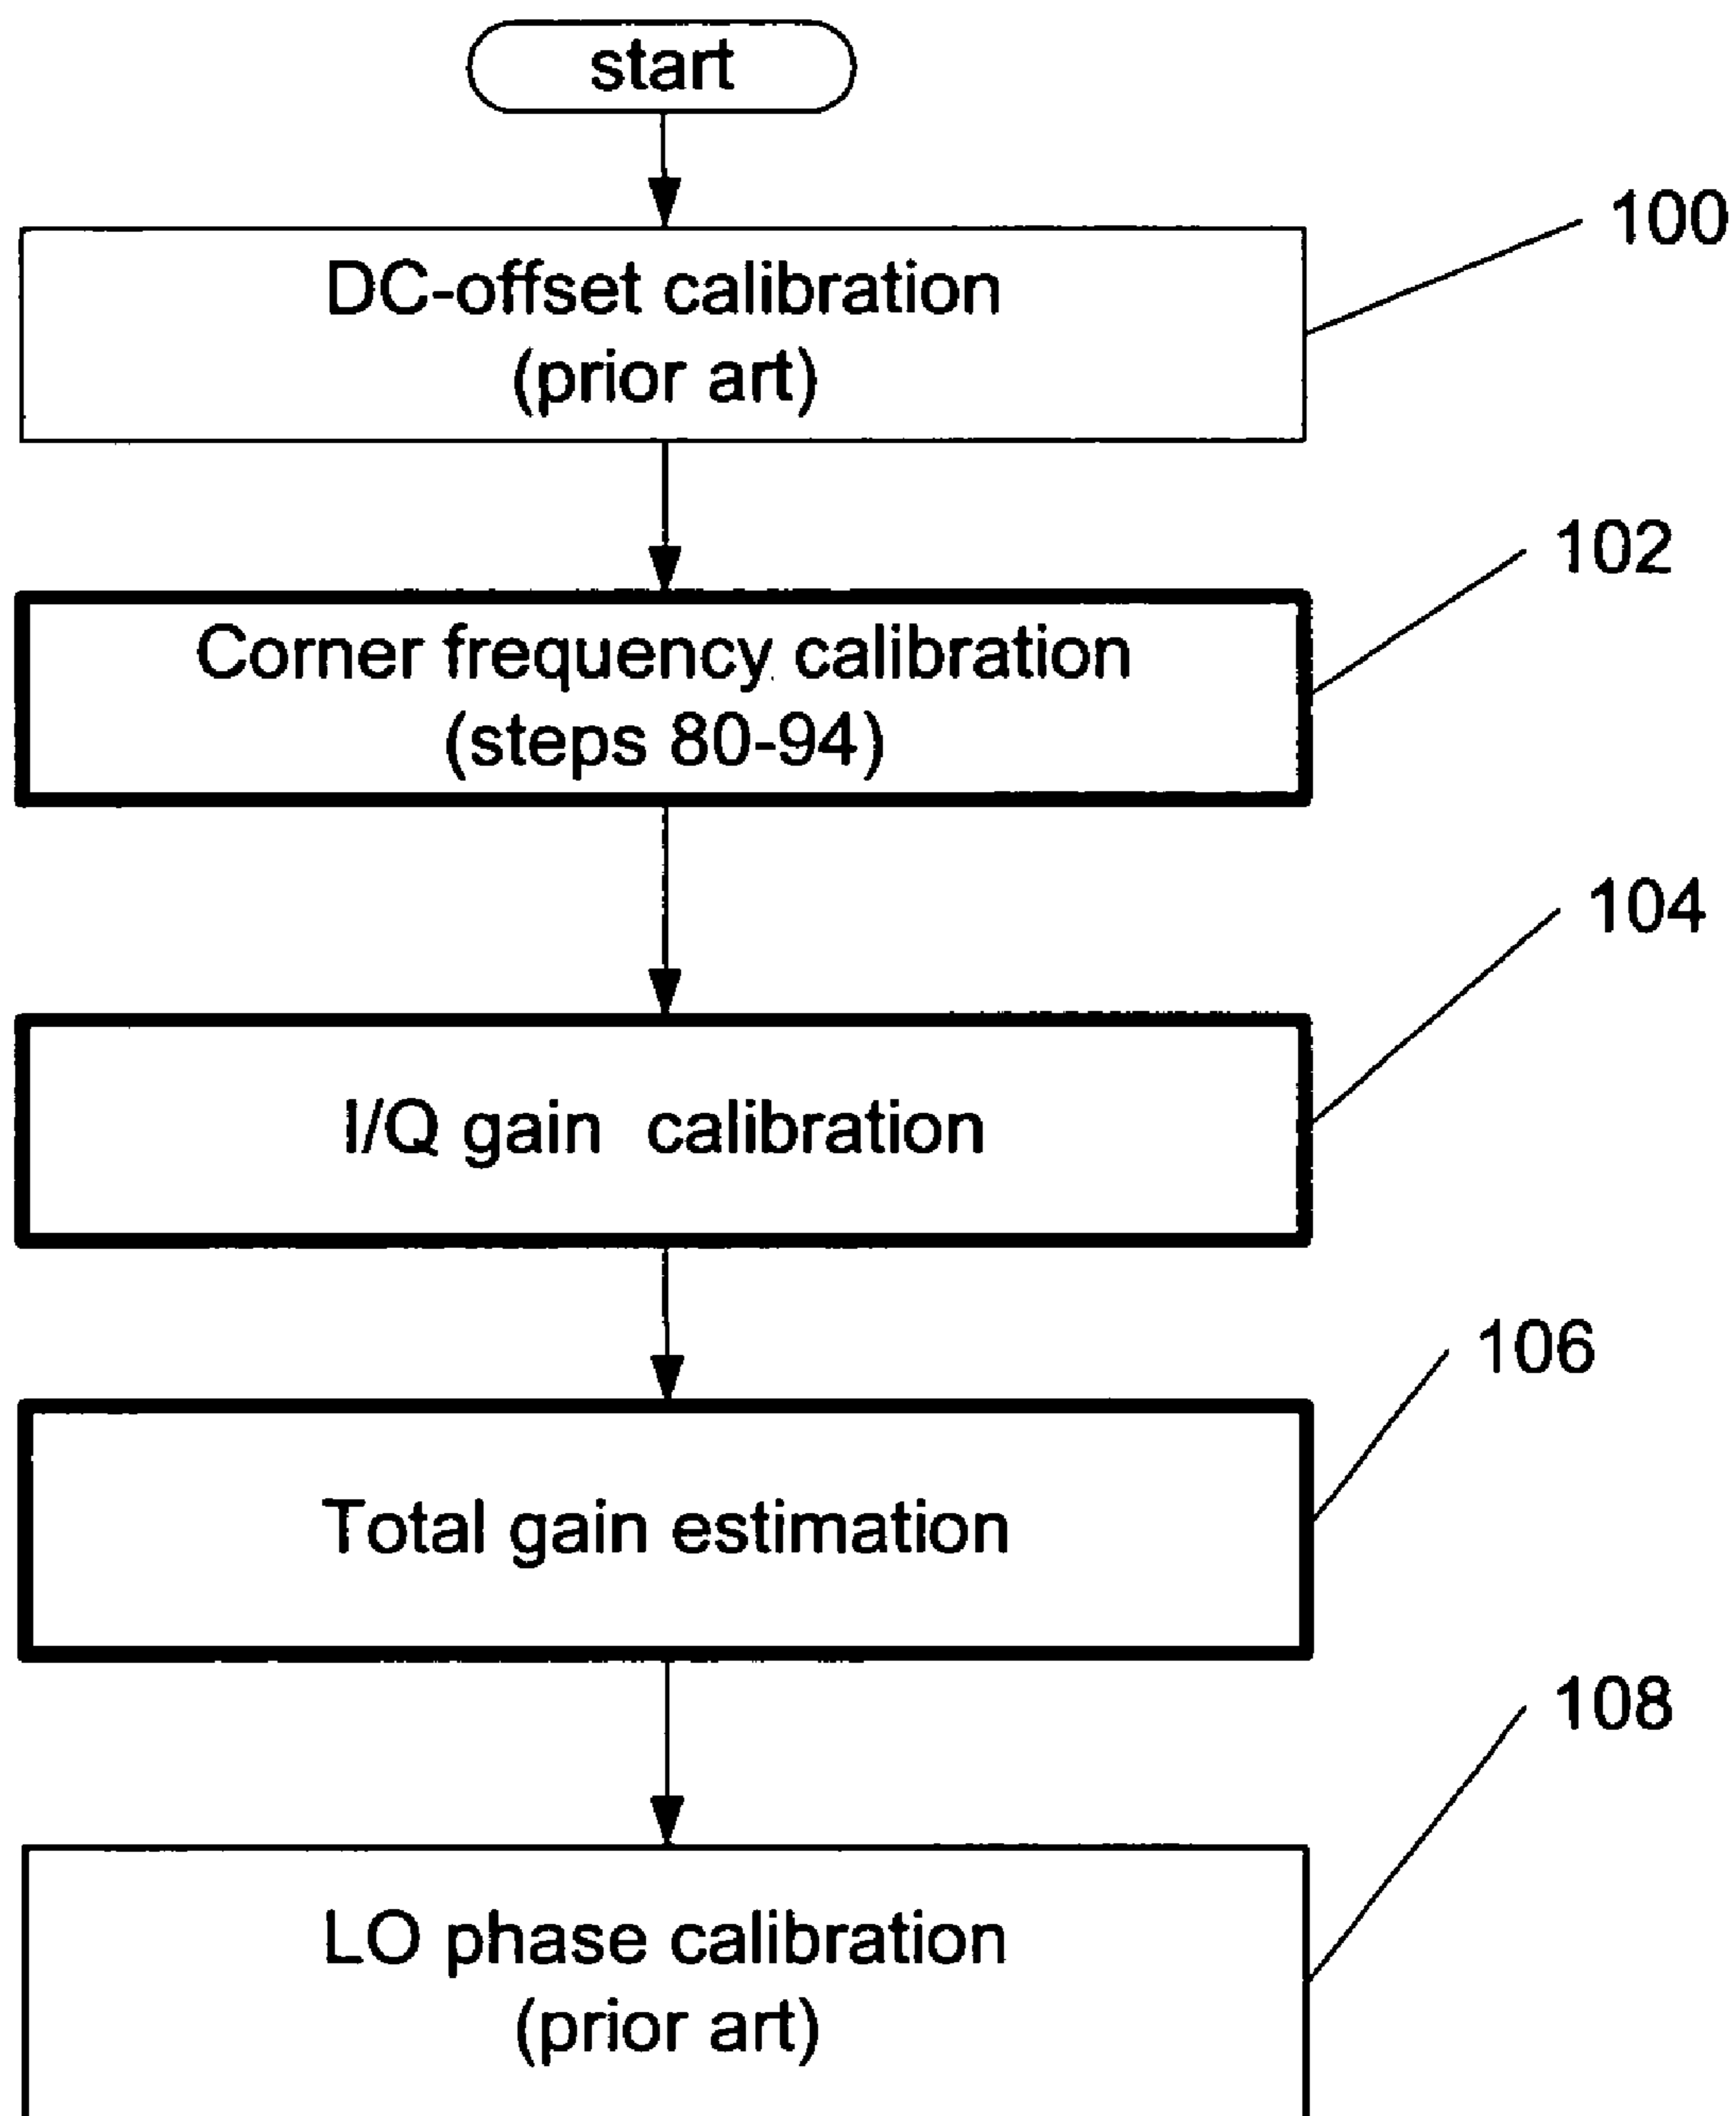 start
100
DC-offset calibration
(prior art)
102
Corner frequency calibration
(steps 80-94)
104
I/Q gain calibration
106
Total gain estimation
108
LO phase calibration
(prior art)